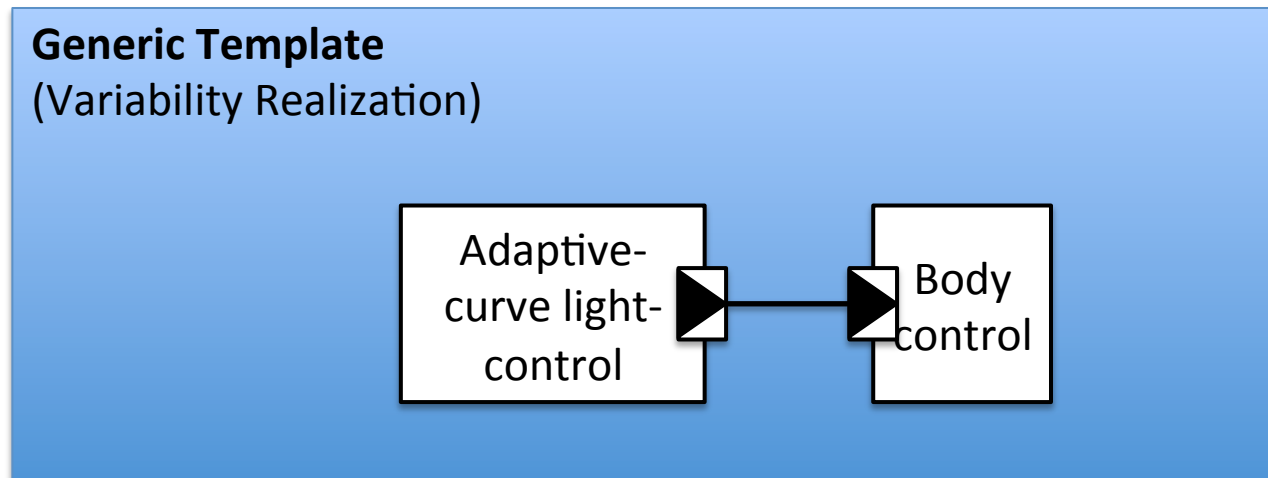 Generic Template
(Variability Realization)
Adaptive-
curve light-
control
Body
control